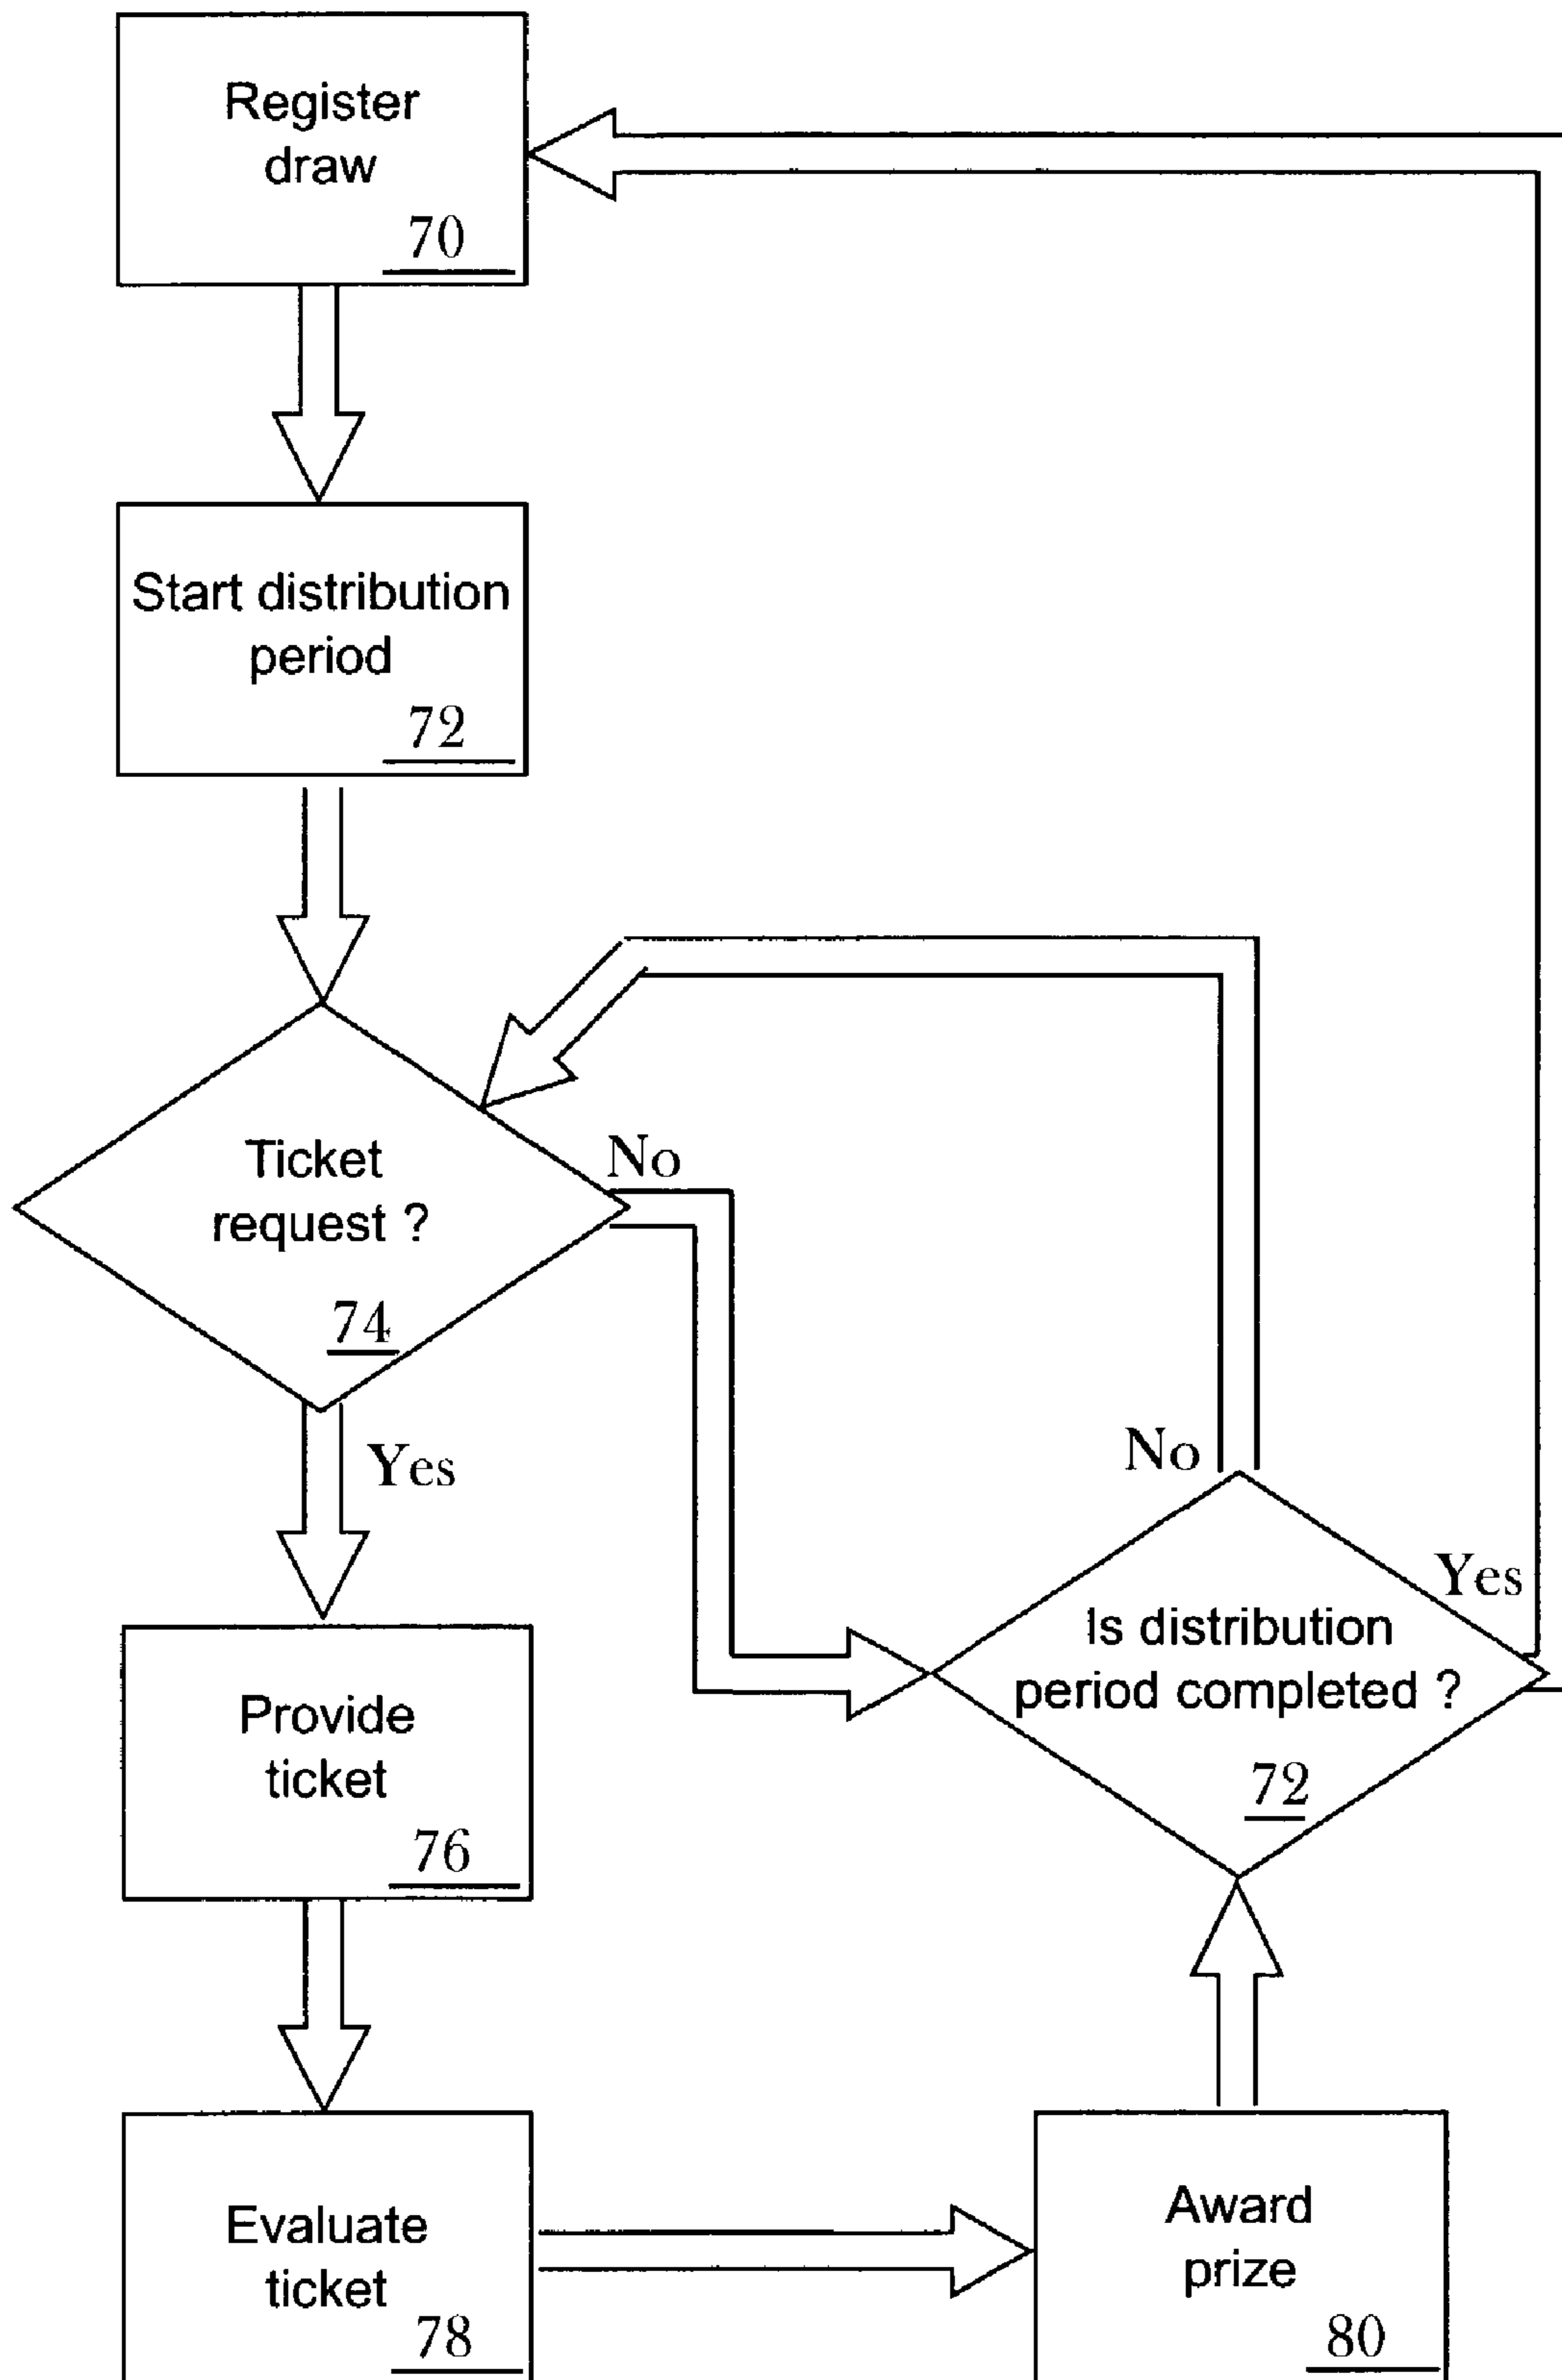 Register
draw
70
Start distribution
period
72
Ticket
request ?
74
No
Yes
Provide
ticket
76
Evaluate
ticket
78
Award
prize
80
No
Yes
Is distribution
period completed ?
72